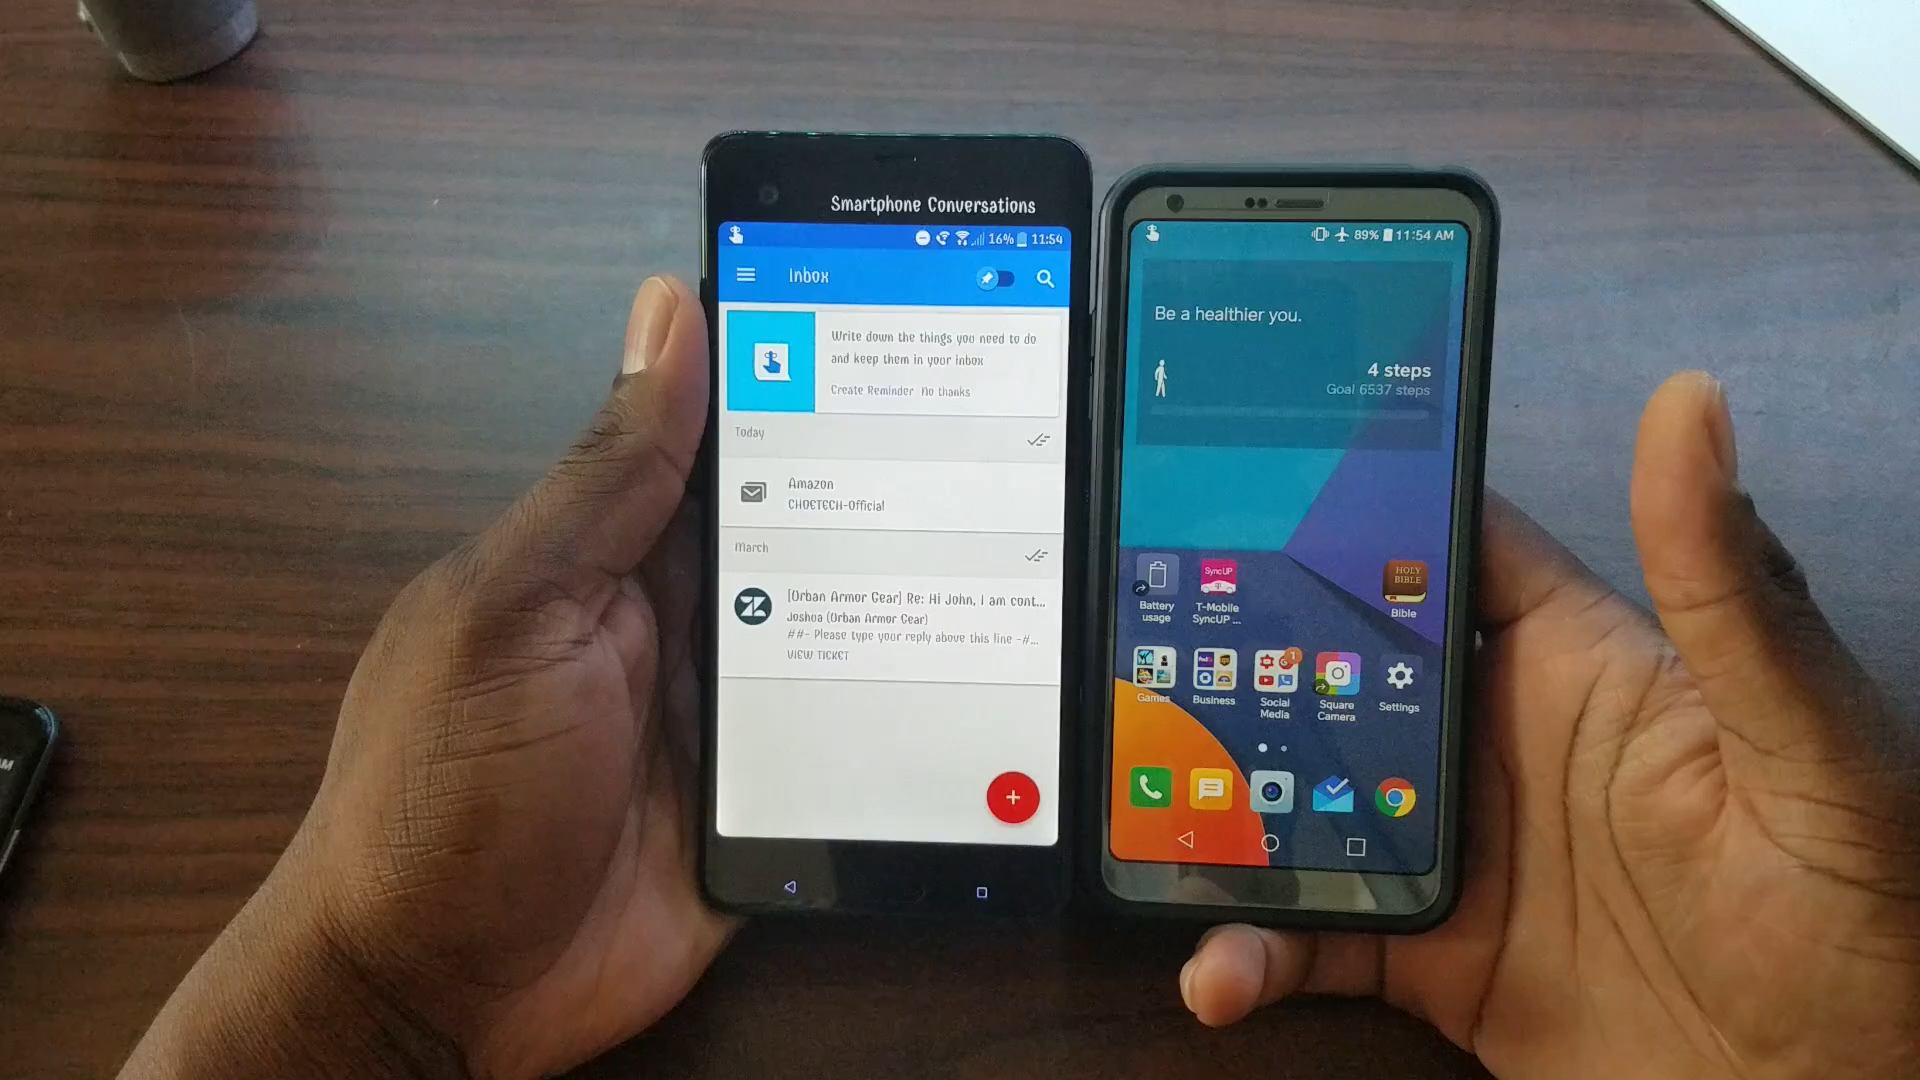 Smartphone Conversations
16% 11:54
Inbox
Write down the things you need to do
and keep them in your inbox
Create Reminder No thanks
Today
Amazon
CHOETECH-Official
March
[Urban Armor Gear] Re: Hi John, I am cont...
Joshua (Urban Armor Gear)
##- Please type your reply above this line -#...
VIEW TICKET
89% 11:54 AM
Be a healthier you.
4 steps
Goal 6537 steps
SyncUP
HOLY
BIBLE
Battery
usage
T-Mobile
SyncUP ...
Bible
FedEx
1
Games
Business
Social
Media
Square
Camera
Settings
AM